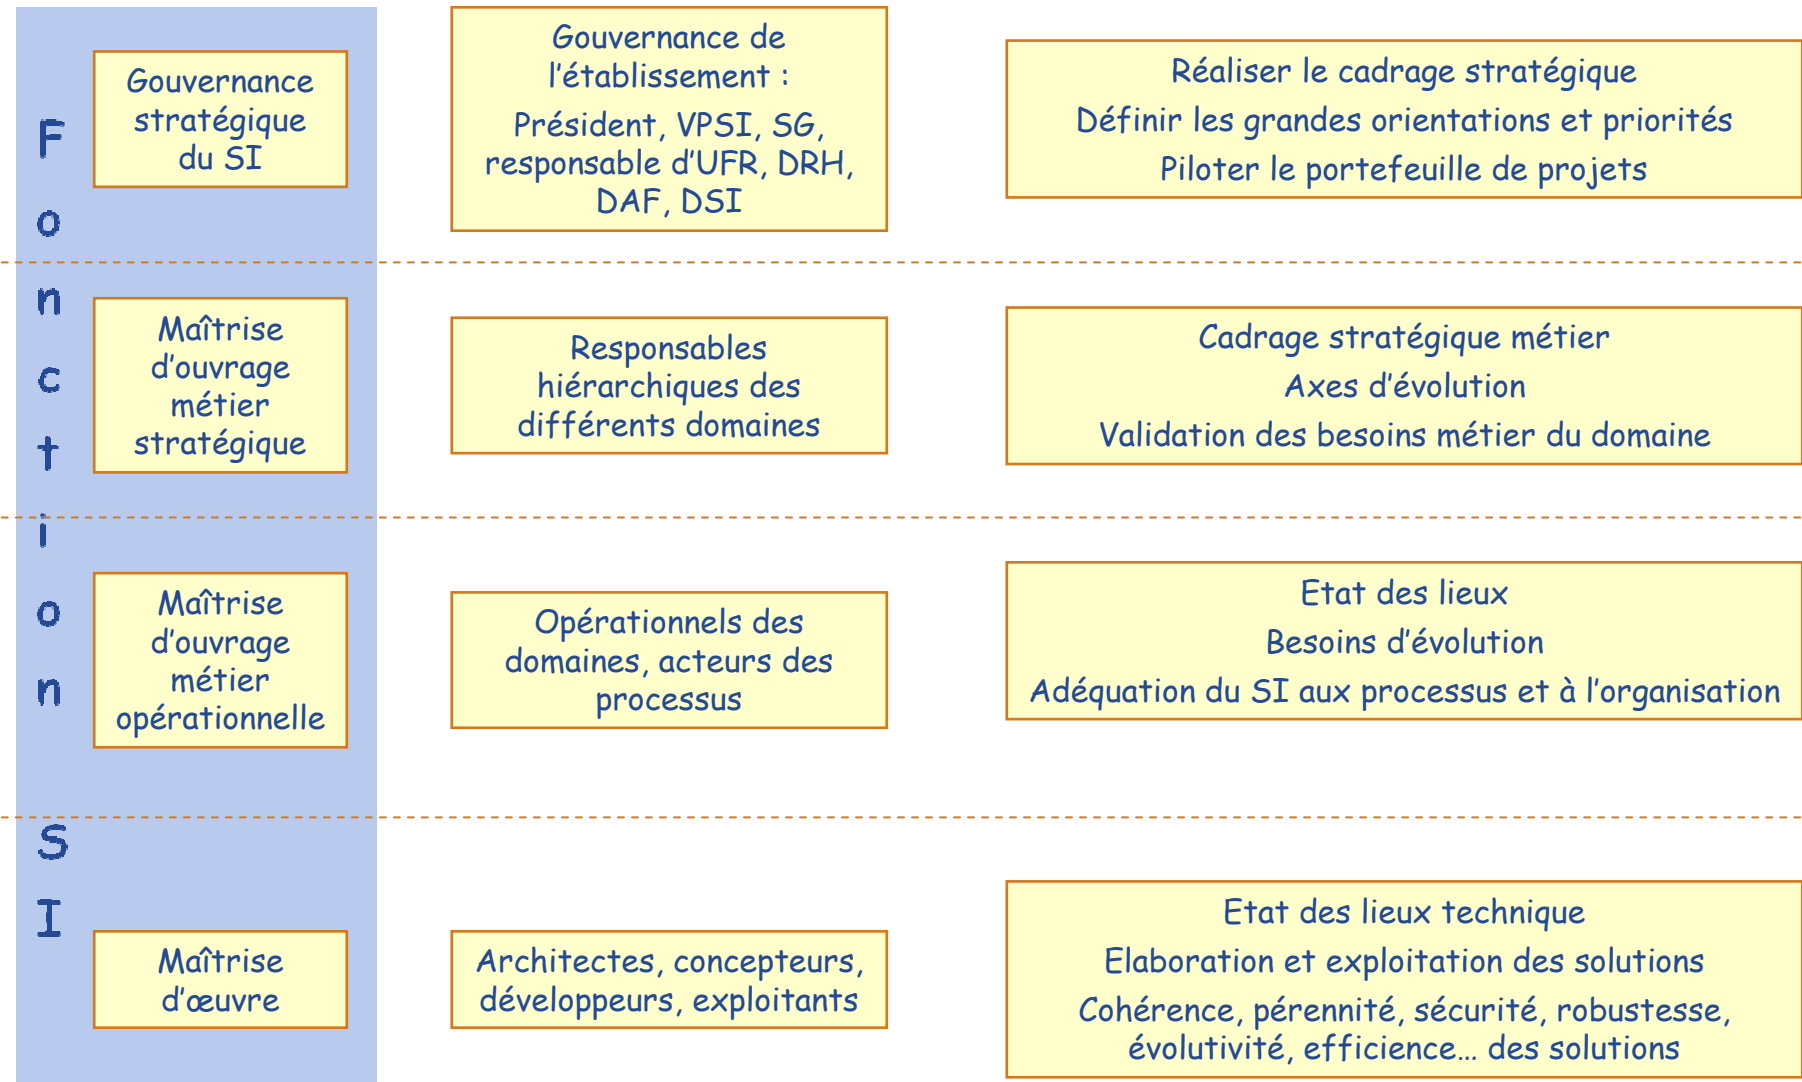 Fonction SI
Gouvernance
stratégique
du SI
Gouvernance de
l'établissement :
Président, VPSI, SG,
responsable d'UFR, DRH,
DAF, DSI
Réaliser le cadrage stratégique
Définir les grandes orientations et priorités
Piloter le portefeuille de projets
Maîtrise
d'ouvrage
métier
stratégique
Responsables
hiérarchiques des
différents domaines
Cadrage stratégique métier
Axes d'évolution
Validation des besoins métier du domaine
Maîtrise
d'ouvrage
métier
opérationnelle
Opérationnels des
domaines, acteurs des
processus
Etat des lieux
Besoins d'évolution
Adéquation du SI aux processus et à l'organisation
Maîtrise
d'œuvre
Architectes, concepteurs,
développeurs, exploitants
Etat des lieux technique
Elaboration et exploitation des solutions
Cohérence, pérennité, sécurité, robustesse,
évolutivité, efficience… des solutions